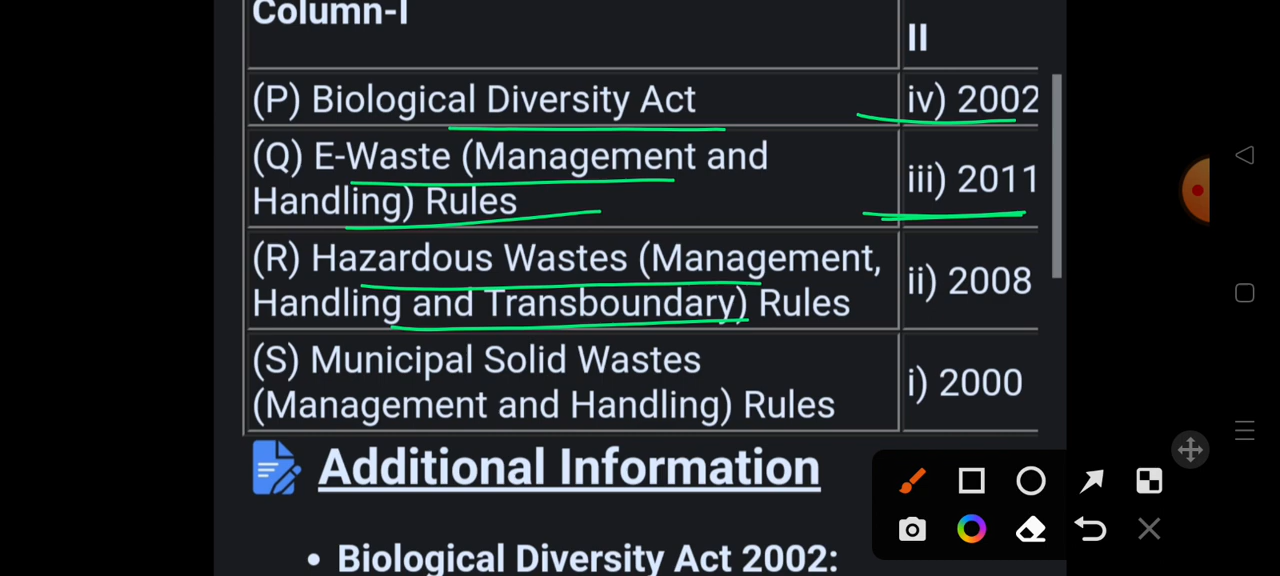 Column-I
II
(P) Biological Diversity Act
iv) 2002
(Q) E-Waste (Management and
Handling) Rules
iii) 2011
(R) Hazardous Wastes (Management,
Handling and Transboundary) Rules
ii) 2008
(S) Municipal Solid Wastes
(Management and Handling) Rules
i) 2000
Additional Information
• Biological Diversity Act 2002: